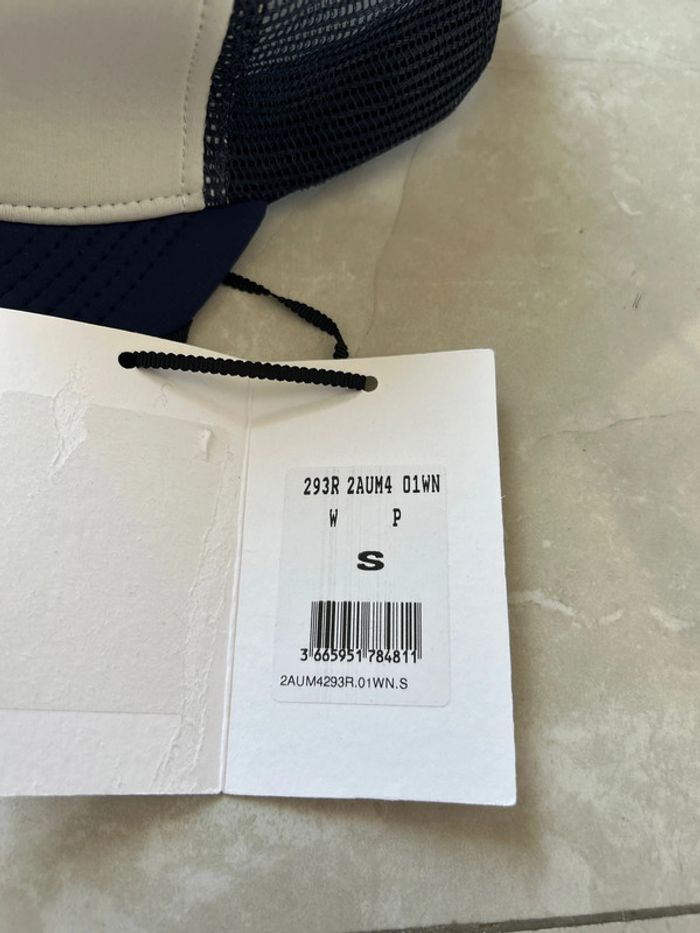 293R 2AUM4 01WN
W P
S
3 665951 784811
2AUM4293R.01WN.S